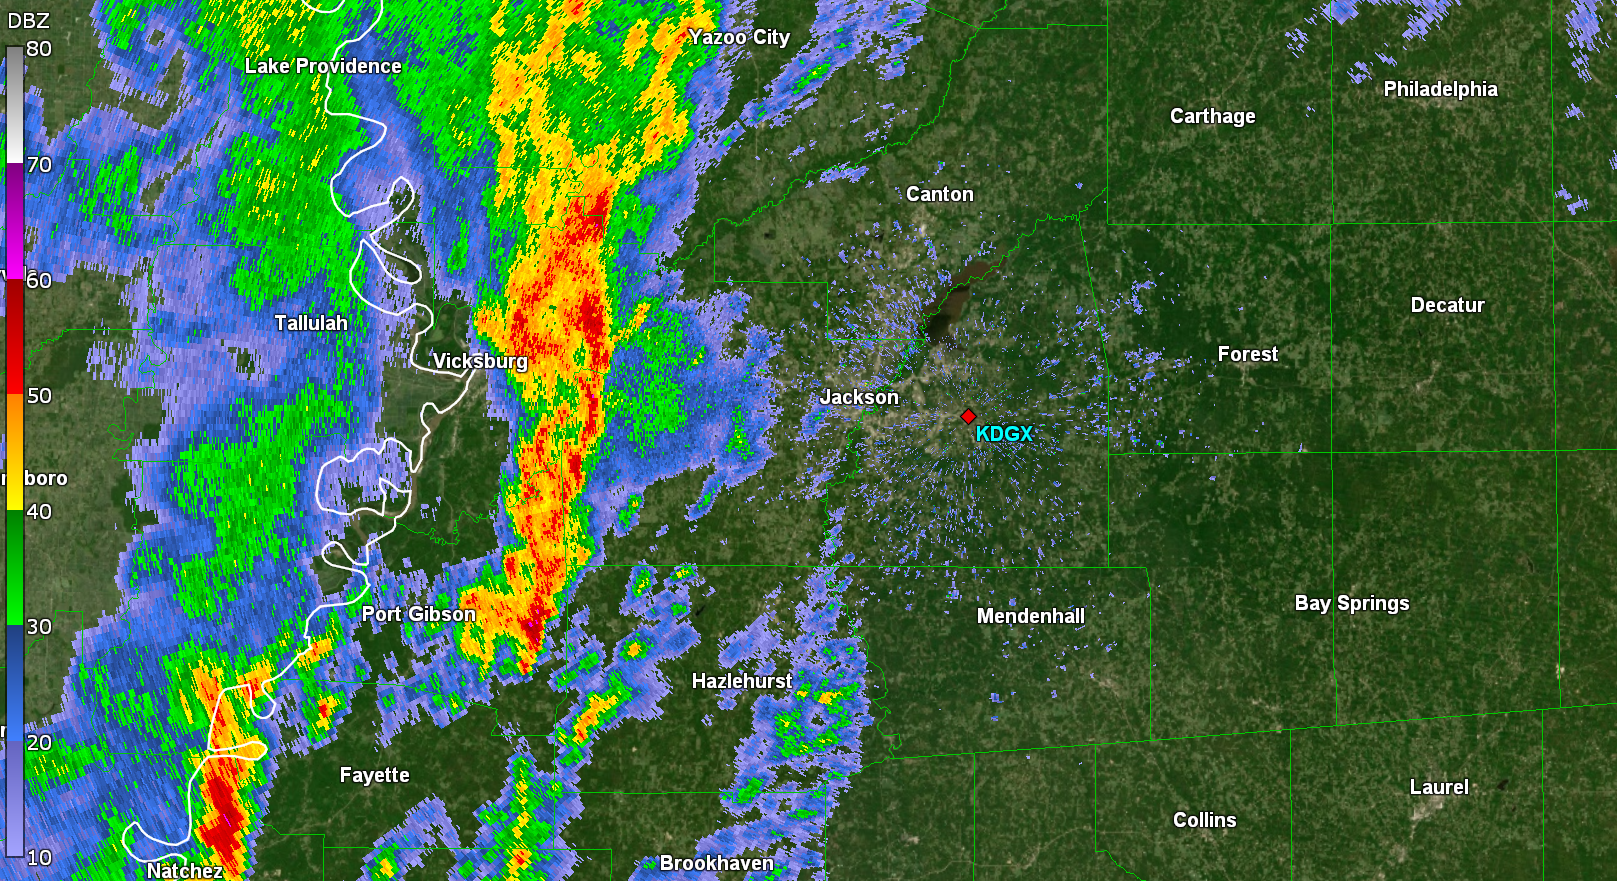 DBZ
80
70
60
50
40
30
20
10
Yazoo City
Lake Providence
Philadelphia
Carthage
Canton
Decatur
Tallulah
Forest
Vicksburg
Jackson
KDGX
boro
Bay Springs
Port Gibson
Mendenhall
Hazlehurst
Fayette
Laurel
Collins
Brookhaven
Natchez